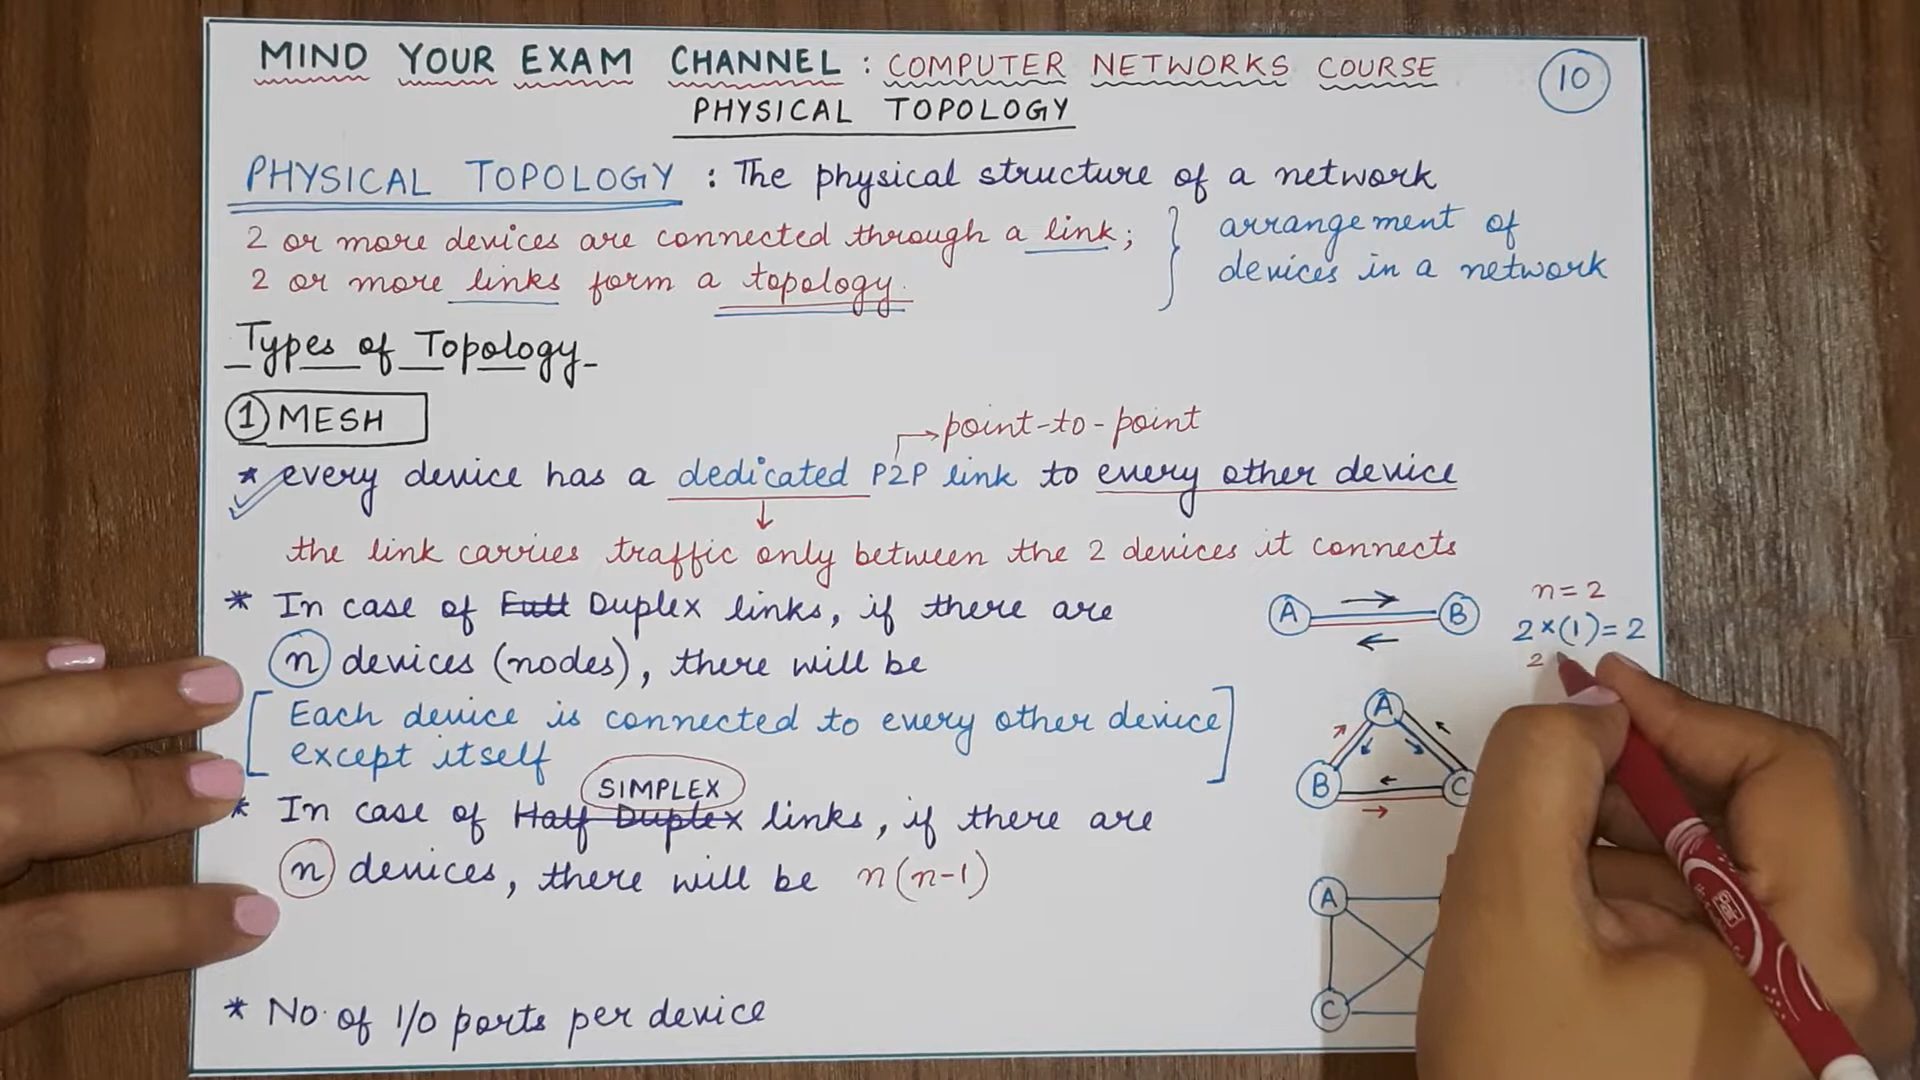 MIND YOUR EXAM CHANNEL : COMPUTER NETWORKS COURSE
10
PHYSICAL TOPOLOGY
PHYSICAL TOPOLOGY : The physical structure of a network
2 or more devices are connected through a link;
2 or more links form a topology.
arrangement of
devices in a network
Types of Topology
1 MESH
point-to-point
* every device has a dedicated P2P link to every other device
the link carries traffic only between the 2 devices it connects
* In case of Full Duplex links, if there are
n devices (nodes), there will be
[Each device is connected to every other device
except itself]
SIMPLEX
* In case of Half Duplex links, if there are
n devices, there will be n(n-1)
* No. of I/O ports per device
A B
n=2
2×(1)=2
2
A
B C
A
C